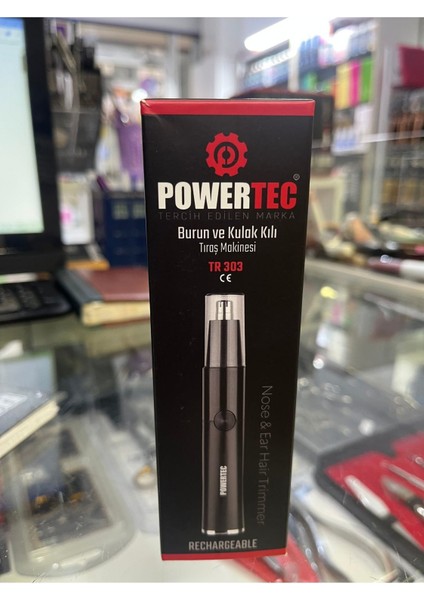 POWERTEC®
TERCİH EDİLEN MARKA
Burun ve Kulak Kılı
Tıraş Makinesi
TR 303
CE
Nose & Ear Hair Trimmer
POWERTEC
RECHARGEABLE